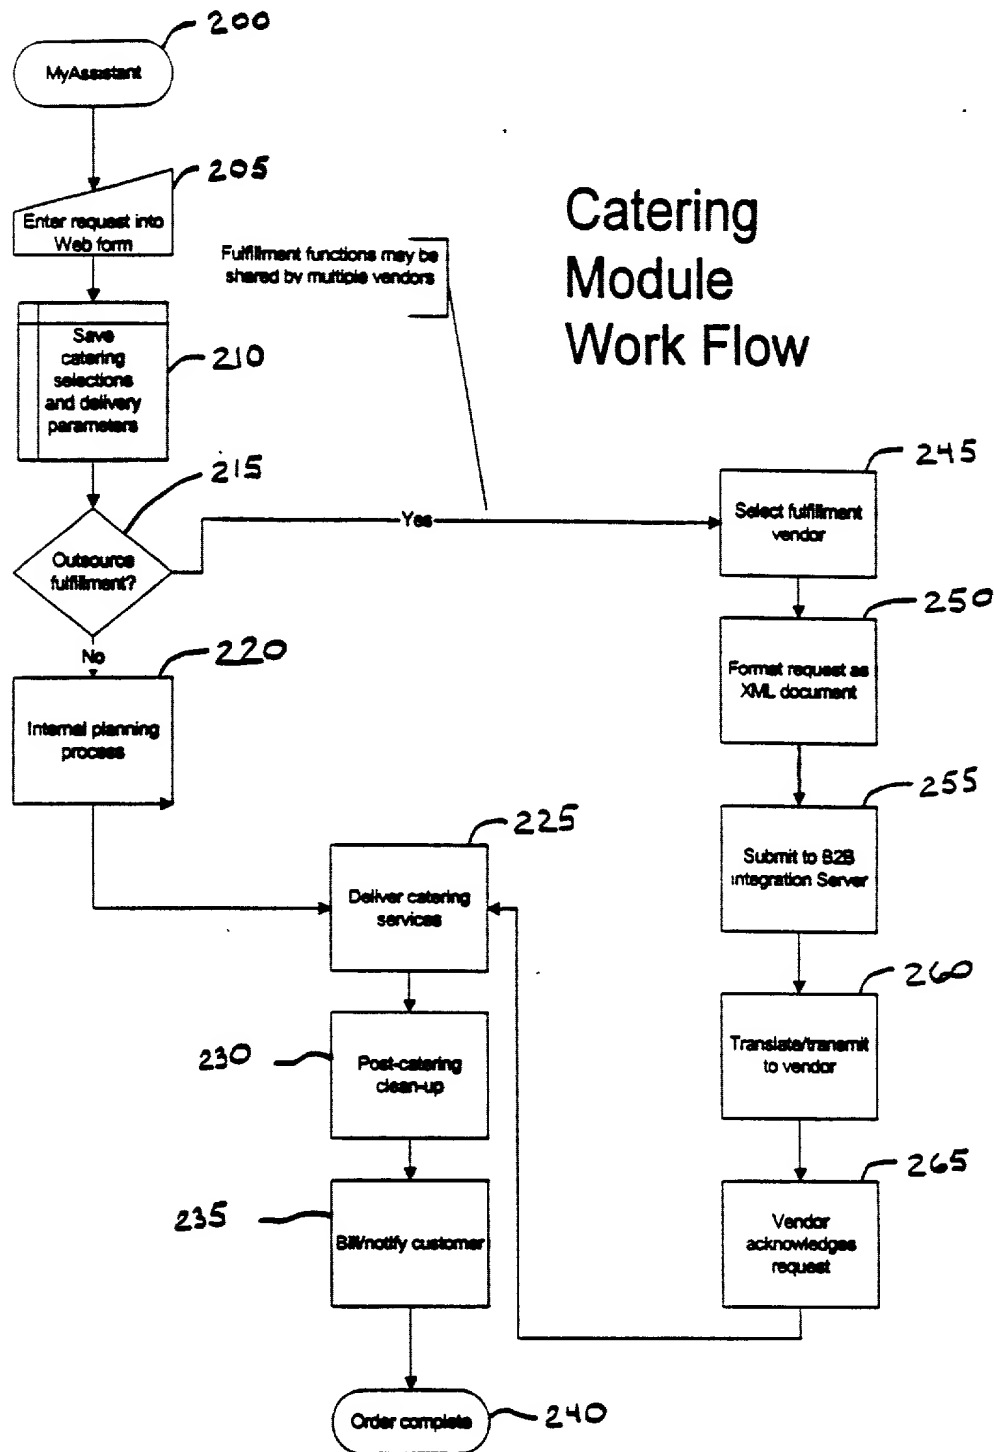 200
MyAssistant
205
Enter request into
Web form
Catering
Module
Work Flow
Fulfillment functions may be
shared by multiple vendors
Save
catering
selections
and delivery
parameters
210
215
Outsource
fulfillment?
Yes
245
Select fulfillment
vendor
No
220
Internal planning
process
250
Format request as
XML document
225
Deliver catering
services
255
Submit to B2B
Integration Server
230
Post-catering
clean-up
260
Translate/transmit
to vendor
235
Bill/notify customer
265
Vendor
acknowledges
request
Order complete
240